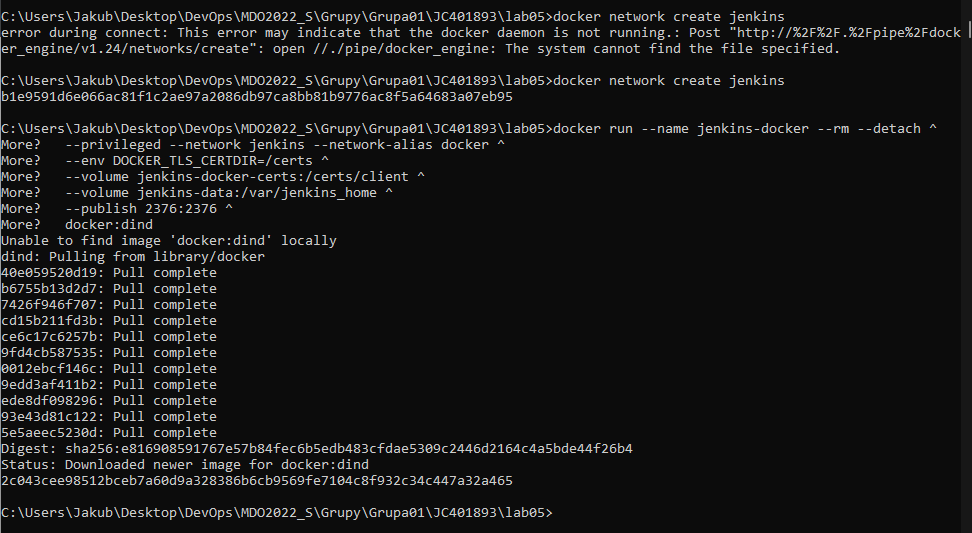 C:\Users\Jakub\Desktop\DevOps\MDO2022_S\Grupy\Grupa01\JC401893\lab05>docker network create jenkins
error during connect: This error may indicate that the docker daemon is not running.: Post "http://%2F%2F.%2Fpipe%2Fdock
er_engine/v1.24/networks/create": open //./pipe/docker_engine: The system cannot find the file specified.
C:\Users\Jakub\Desktop\DevOps\MDO2022_S\Grupy\Grupa01\JC401893\lab05>docker network create jenkins
b1e9591d6e066ac81f1c2ae97a2086db97ca8bb81b9776ac8f5a64683a07eb95
C:\Users\Jakub\Desktop\DevOps\MDO2022_S\Grupy\Grupa01\JC401893\lab05>docker run --name jenkins-docker --rm --detach ^
More?   --privileged --network jenkins --network-alias docker ^
More?   --env DOCKER_TLS_CERTDIR=/certs ^
More?   --volume jenkins-docker-certs:/certs/client ^
More?   --volume jenkins-data:/var/jenkins_home ^
More?   --publish 2376:2376 ^
More?   docker:dind
Unable to find image 'docker:dind' locally
dind: Pulling from library/docker
40e059520d19: Pull complete
b6755b13d2d7: Pull complete
7426f946f707: Pull complete
cd15b211fd3b: Pull complete
ce6c17c6257b: Pull complete
9fd4cb587535: Pull complete
0012ebcf146c: Pull complete
9edd3af411b2: Pull complete
ede8df098296: Pull complete
93e43d81c122: Pull complete
5e5aeec5230d: Pull complete
Digest: sha256:e816908591767e57b84fec6b5edb483cfdae5309c2446d2164c4a5bde44f26b4
Status: Downloaded newer image for docker:dind
2c043cee98512bceb7a60d9a328386b6cb9569fe7104c8f932c34c447a32a465
C:\Users\Jakub\Desktop\DevOps\MDO2022_S\Grupy\Grupa01\JC401893\lab05>